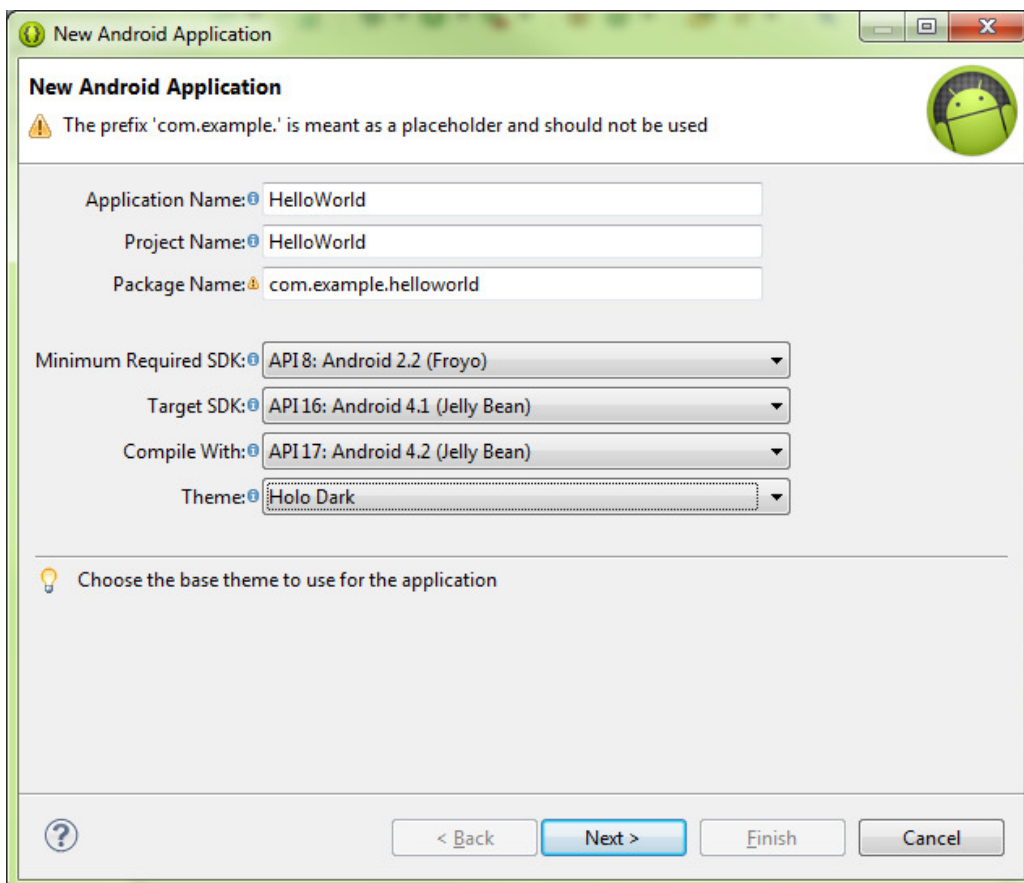 New Android Application
New Android Application
The prefix 'com.example.' is meant as a placeholder and should not be used
Application Name: HelloWorld
Project Name: HelloWorld
Package Name: com.example.helloworld
Minimum Required SDK: API 8: Android 2.2 (Froyo)
Target SDK: API 16: Android 4.1 (Jelly Bean)
Compile With: API 17: Android 4.2 (Jelly Bean)
Theme: Holo Dark
Choose the base theme to use for the application
? < Back Next > Finish Cancel